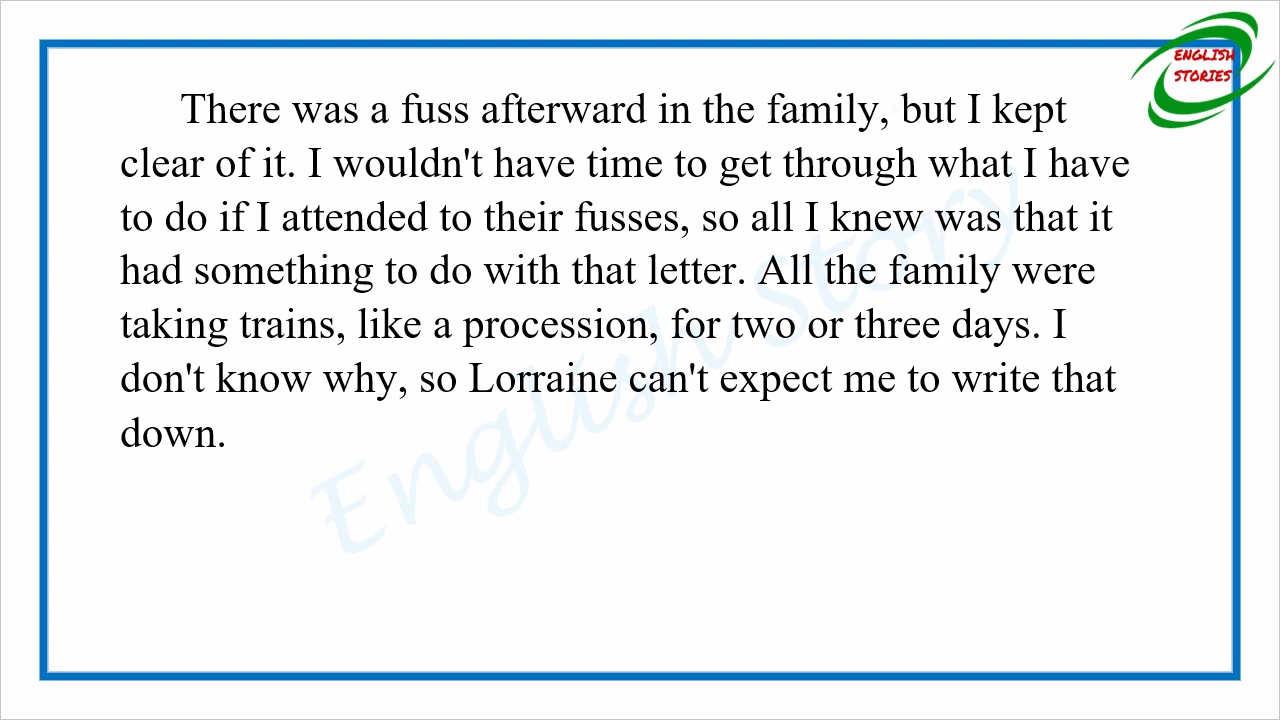 ENGLISH
STORIES
There was a fuss afterward in the family, but I kept
clear of it. I wouldn't have time to get through what I have
to do if I attended to their fusses, so all I knew was that it
had something to do with that letter. All the family were
taking trains, like a procession, for two or three days. I
don't know why, so Lorraine can't expect me to write that
down.
English Story